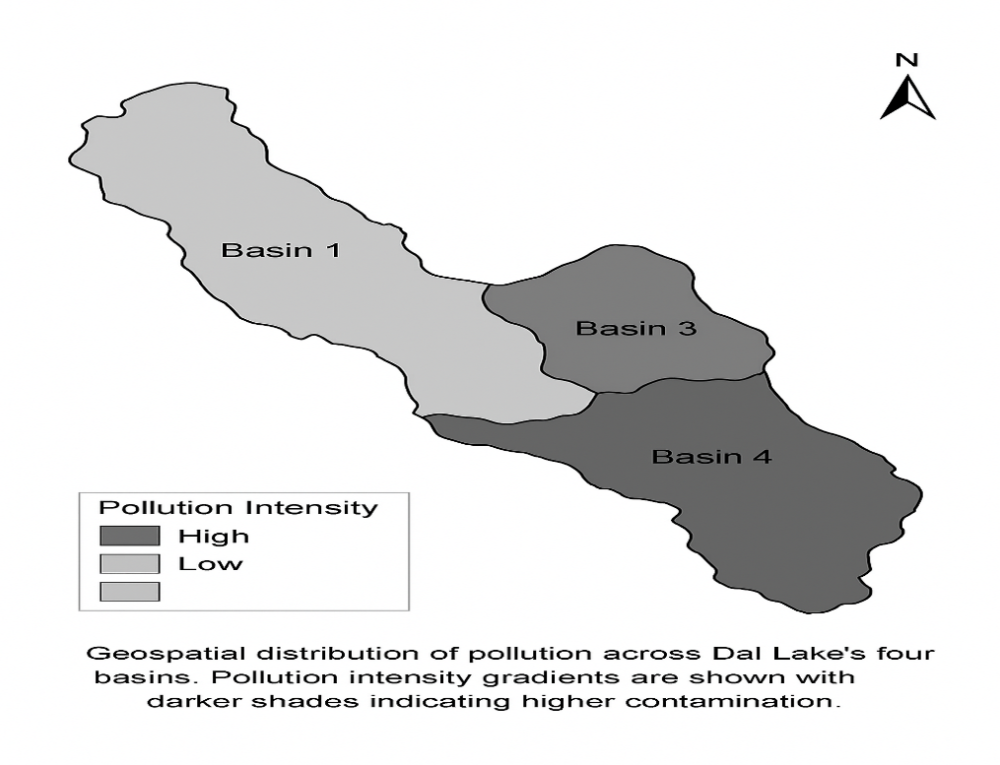 N
Basin 1
Basin 3
Basin 4
Pollution Intensity
High
Low
Geospatial distribution of pollution across Dal Lake's four
basins. Pollution intensity gradients are shown with
darker shades indicating higher contamination.